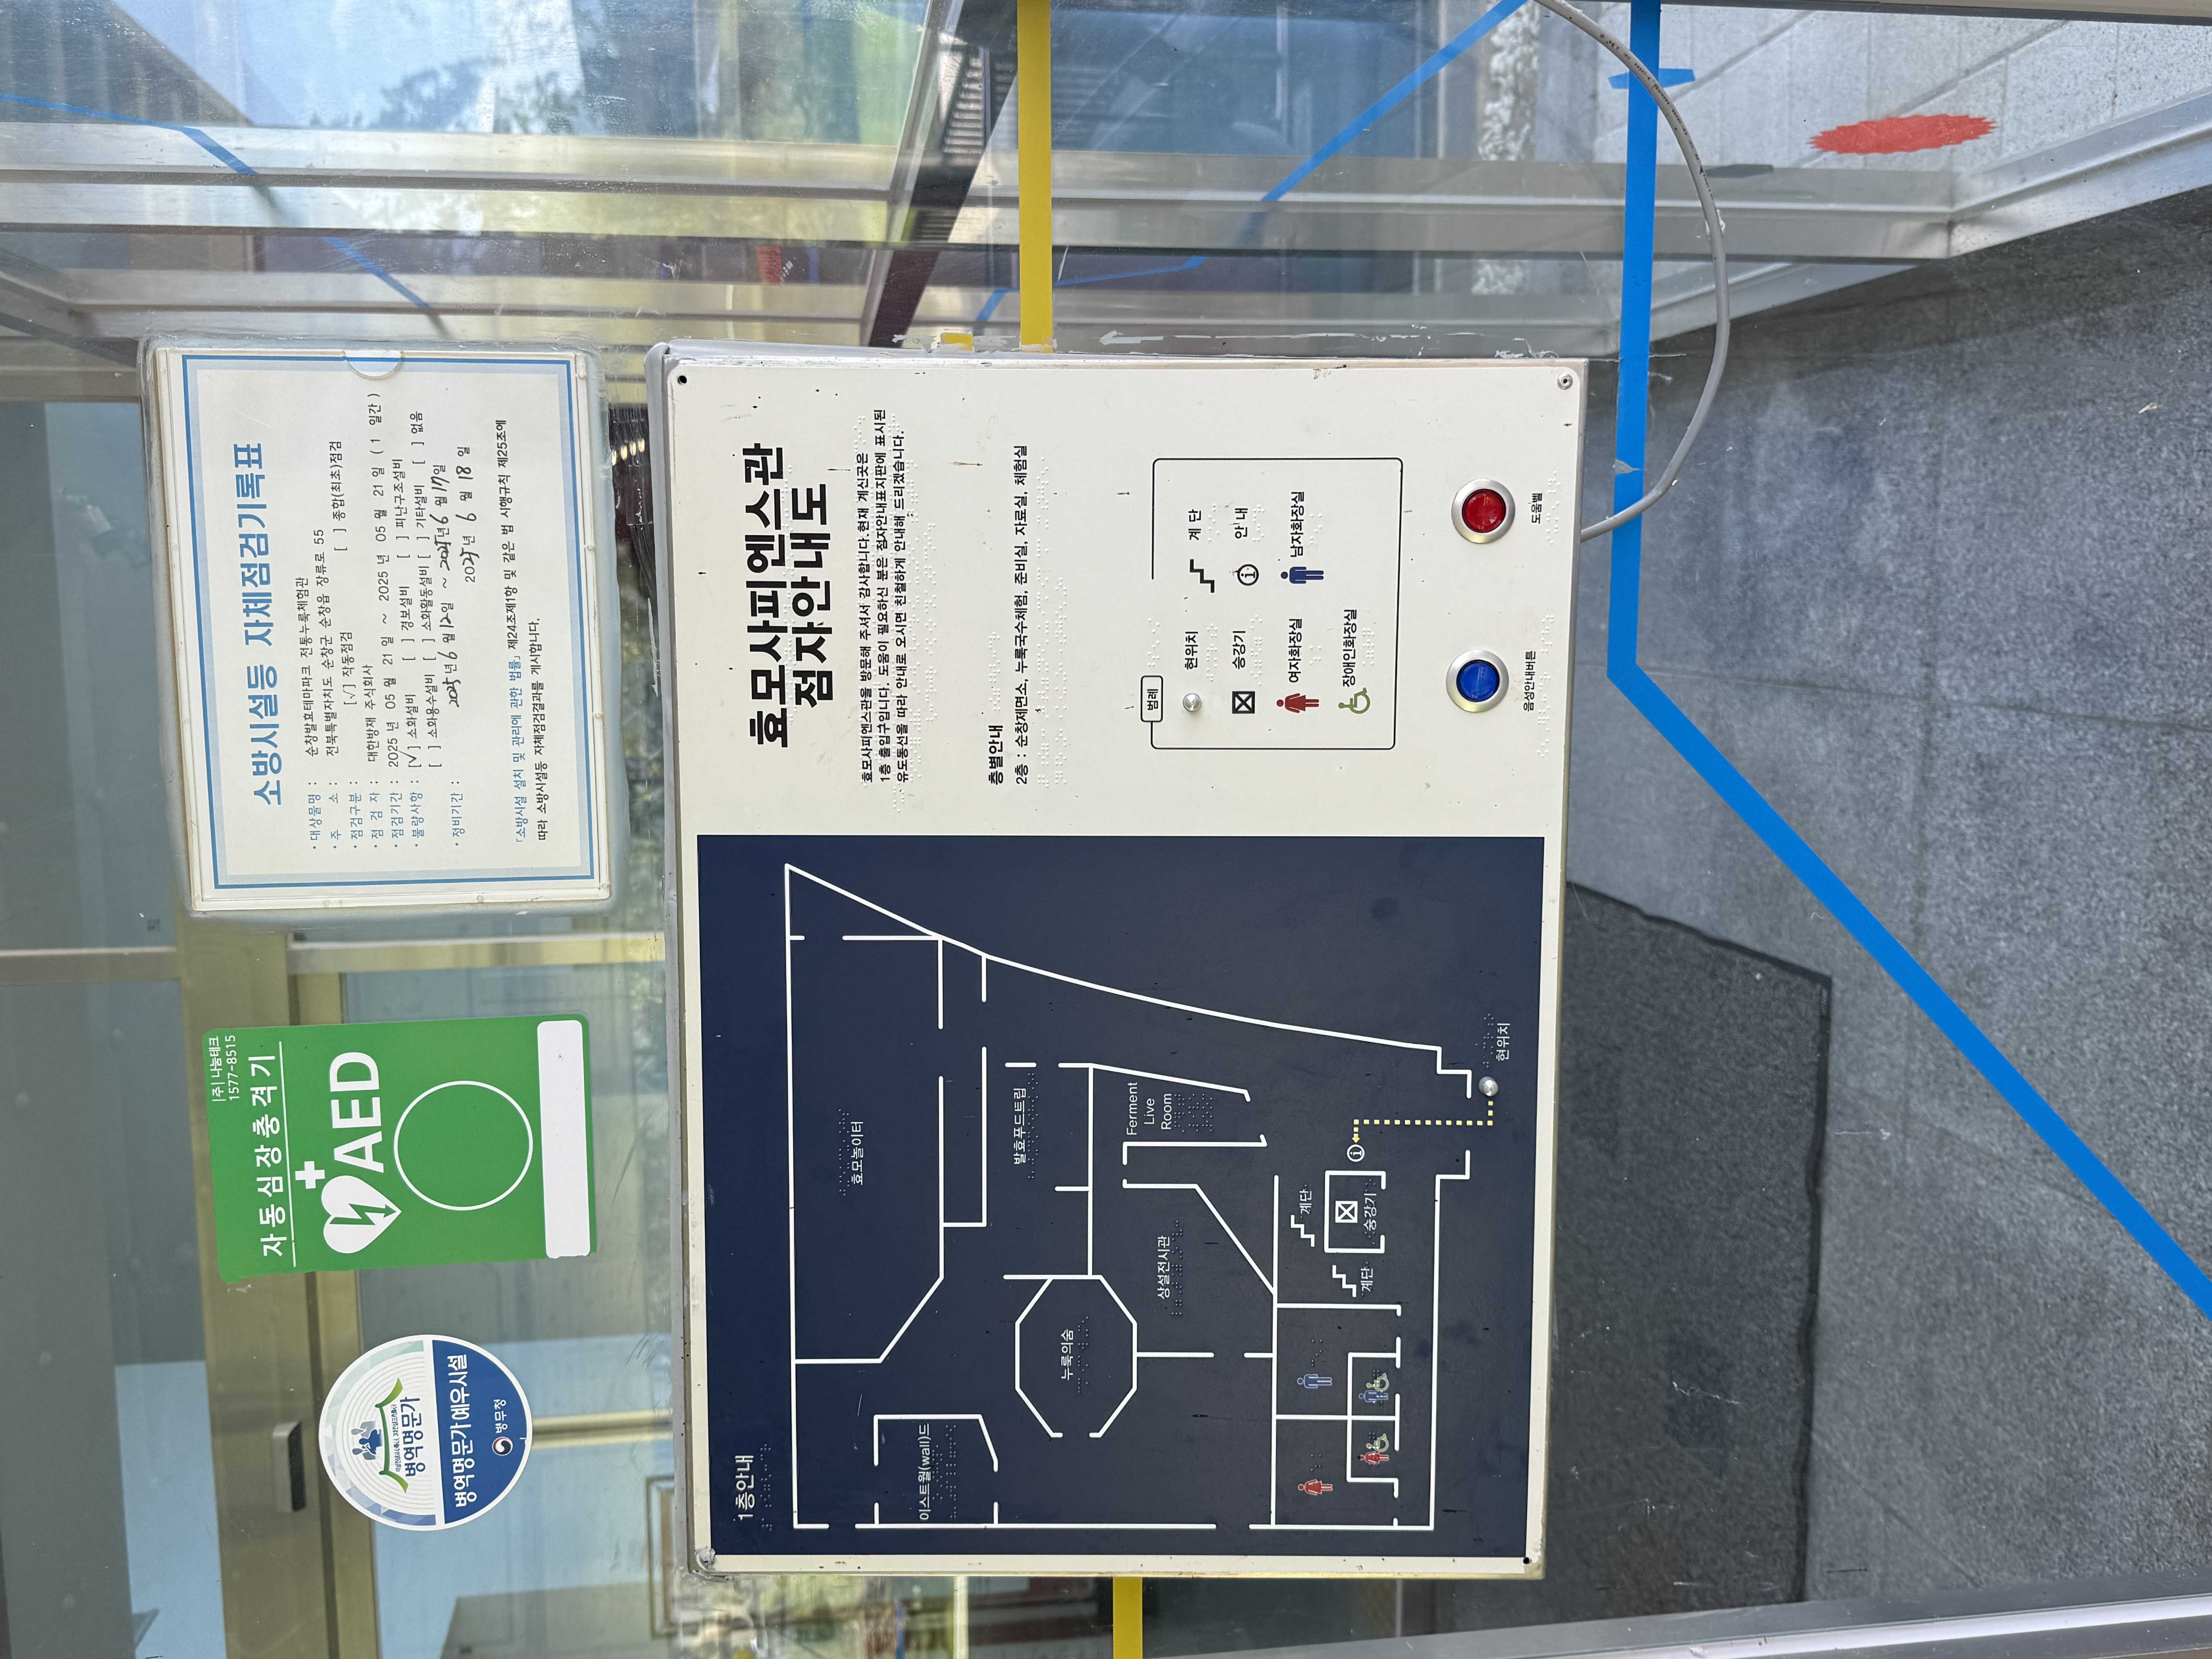 |주| 나눔테크
1577-8515
자동심장충격기
AED
병역명문가
병역명문가 예우시설
병무청
소방시설등 자체점검기록표
· 대상물명 : 순창발효테마파크 전통누룩체험관
· 주 소 : 전북특별자치도 순창군 순창읍 장류로 55
· 점검구분 : [√] 작동점검 [ ] 종합(최초)점검
· 점 검 자 : 대한방재 주식회사
· 점검기간 : 2025 년 05 월 21 일 ~ 2025 년 05 월 21 일 ( 1 일간 )
· 불량사항 : [√] 소화설비 [ ] 경보설비 [ ] 피난구조설비
[ ] 소화용수설비 [ ] 소화활동설비 [ ] 기타설비 [ ] 없음
· 정비기간 : 2025년 6 월 12일 ~ 2025년 6 월 17일
2025년 6 월 18 일
「소방시설 설치 및 관리에 관한 법률」 제24조제1항 및 같은 법 시행규칙 제25조에
따라 소방시설등 자체점검결과를 게시합니다.
1층안내
효모놀이터
이스트월(wall)드
발효푸드트립
누룩의숨
상설전시관
Ferment
Live
Room
계단
계단
승강기
현위치
효모사피엔스관
점자안내도
효모사피엔스관을 방문해 주셔서 감사합니다.현재 계신곳은
1층 출입구입니다. 도움이 필요하신 분은 점자안내표지판에 표시된
유도동선을 따라 안내로 오시면 친절하게 안내해 드리겠습니다.
층별안내
2층 : 순창제면소, 누룩국수체험, 준비실, 자료실, 체험실
범례
현위치 계 단
승강기 안 내
여자화장실 남자화장실
장애인화장실
음성안내버튼 도움벨